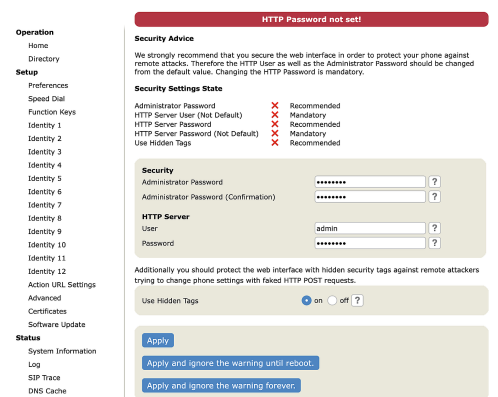 HTTP Password not set!
Operation
Home
Directory
Setup
Preferences
Speed Dial
Function Keys
Identity 1
Identity 2
Identity 3
Identity 4
Identity 5
Identity 6
Identity 7
Identity 8
Identity 9
Identity 10
Identity 11
Identity 12
Action URL Settings
Advanced
Certificates
Software Update
Status
System Information
Log
SIP Trace
DNS Cache
Security Advice
We strongly recommend that you secure the web interface in order to protect your phone against
remote attacks. Therefore the HTTP User as well as the Administrator Password should be changed
from the default value. Changing the HTTP Password is mandatory.
Security Settings State
Administrator Password Recommended
HTTP Server User (Not Default) Mandatory
HTTP Server Password Recommended
HTTP Server Password (Not Default) Mandatory
Use Hidden Tags Recommended
Security
Administrator Password •••••••• ?
Administrator Password (Confirmation) •••••••• ?
HTTP Server
User admin ?
Password •••••••• ?
Additionally you should protect the web interface with hidden security tags against remote attackers
trying to change phone settings with faked HTTP POST requests.
Use Hidden Tags on off ?
Apply
Apply and ignore the warning until reboot.
Apply and ignore the warning forever.